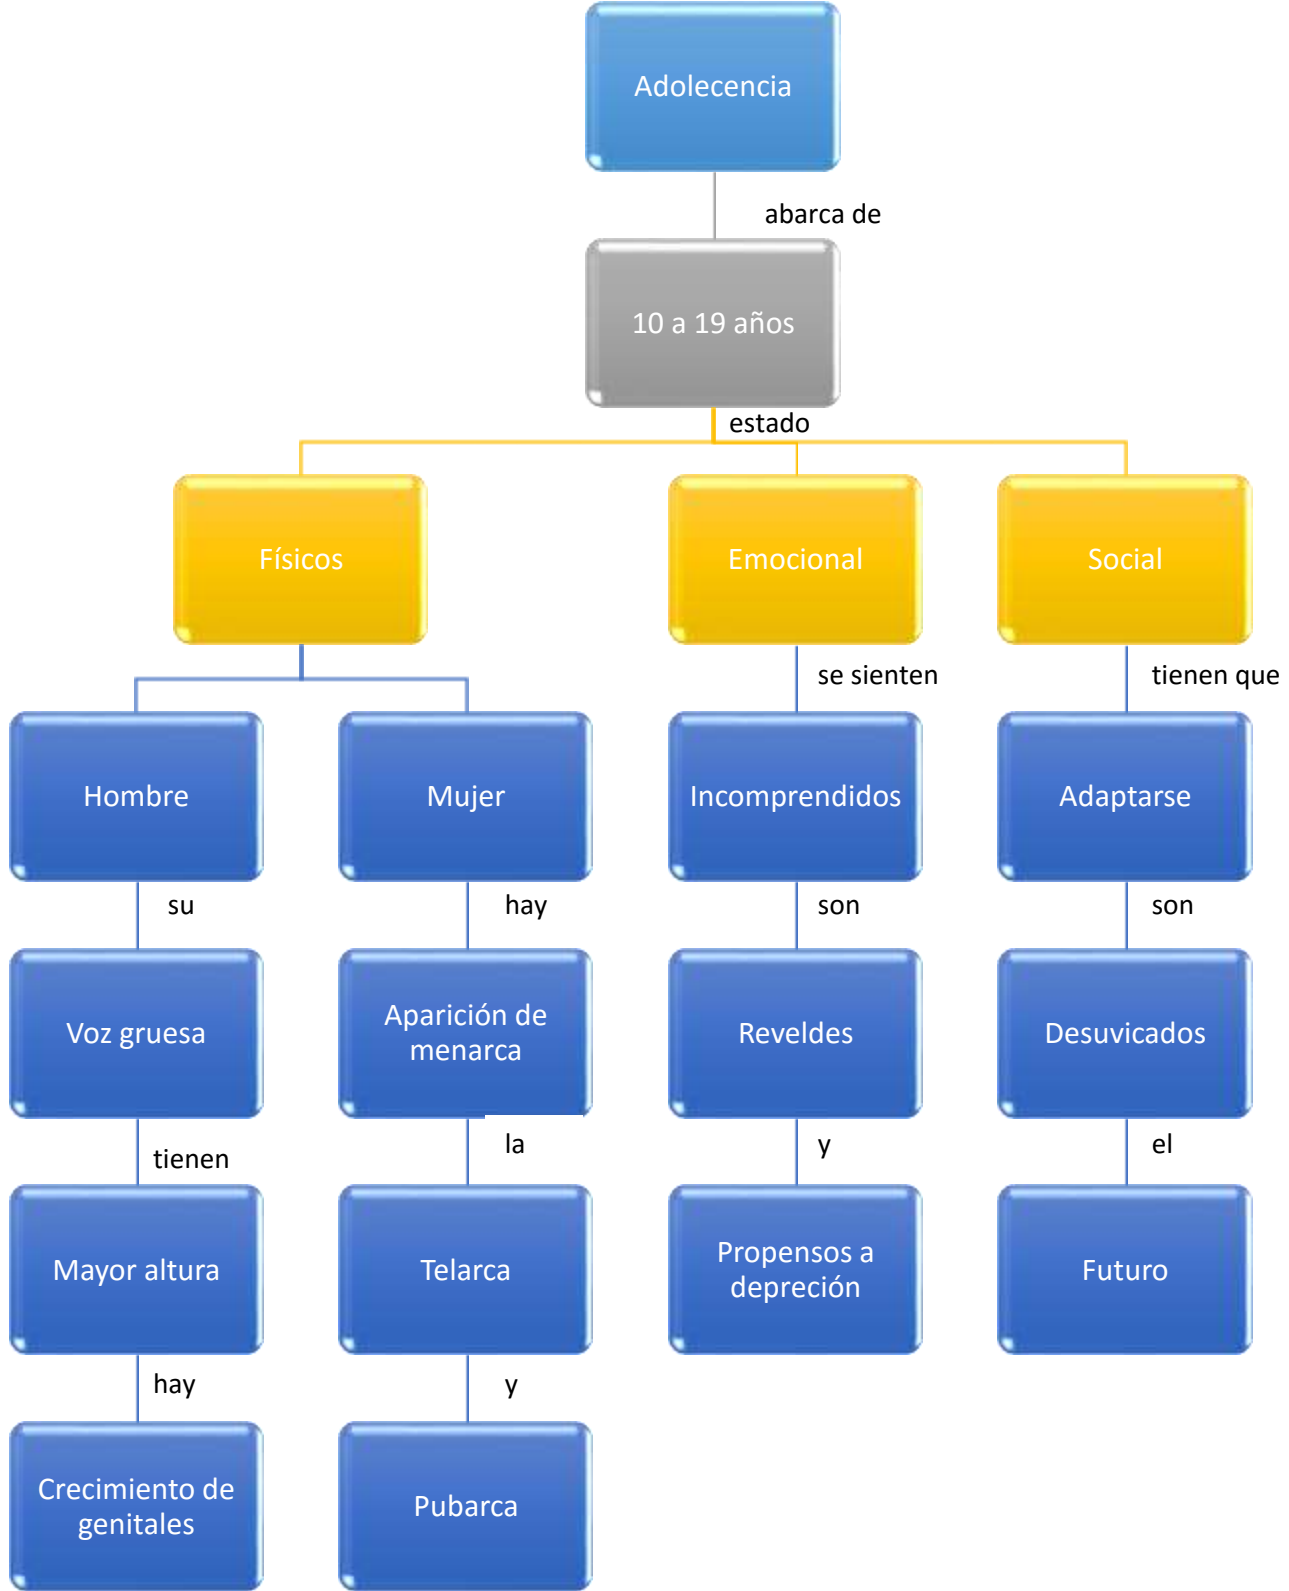 Adolecencia
abarca de
10 a 19 años
estado
Físicos
Emocional
Social
se sienten
tienen que
Hombre
Mujer
Incomprendidos
Adaptarse
su
hay
son
son
Voz gruesa
Aparición de
menarca
Reveldes
Desuvicados
tienen
la
y
el
Mayor altura
Telarca
Propensos a
depreción
Futuro
hay
y
Crecimiento de
genitales
Pubarca